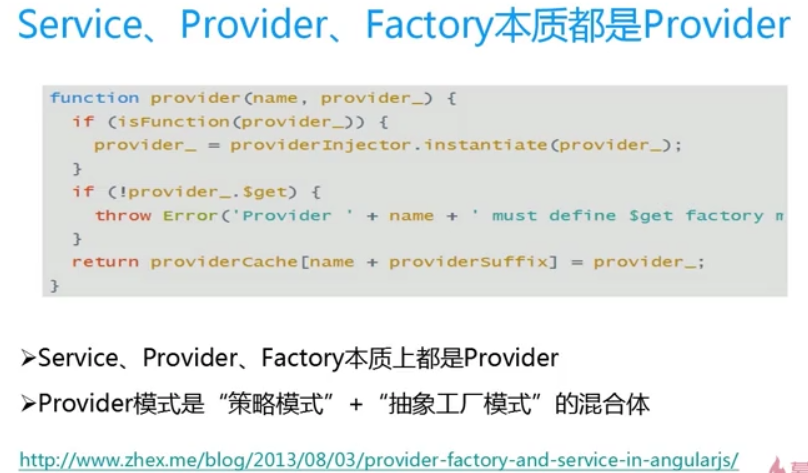 Service、Provider、Factory本质都是Provider
function provider(name, provider_) {
if (isFunction(provider_)) {
provider_ = providerInjector.instantiate(provider_);
}
if (!provider_.$get) {
throw Error('Provider ' + name + ' must define $get factory
}
return providerCache[name + providerSuffix] = provider_;
}
➢Service、Provider、Factory本质上都是Provider
➢Provider模式是“策略模式”+“抽象工厂模式”的混合体
http://www.zhex.me/blog/2013/08/03/provider-factory-and-service-in-angularjs/